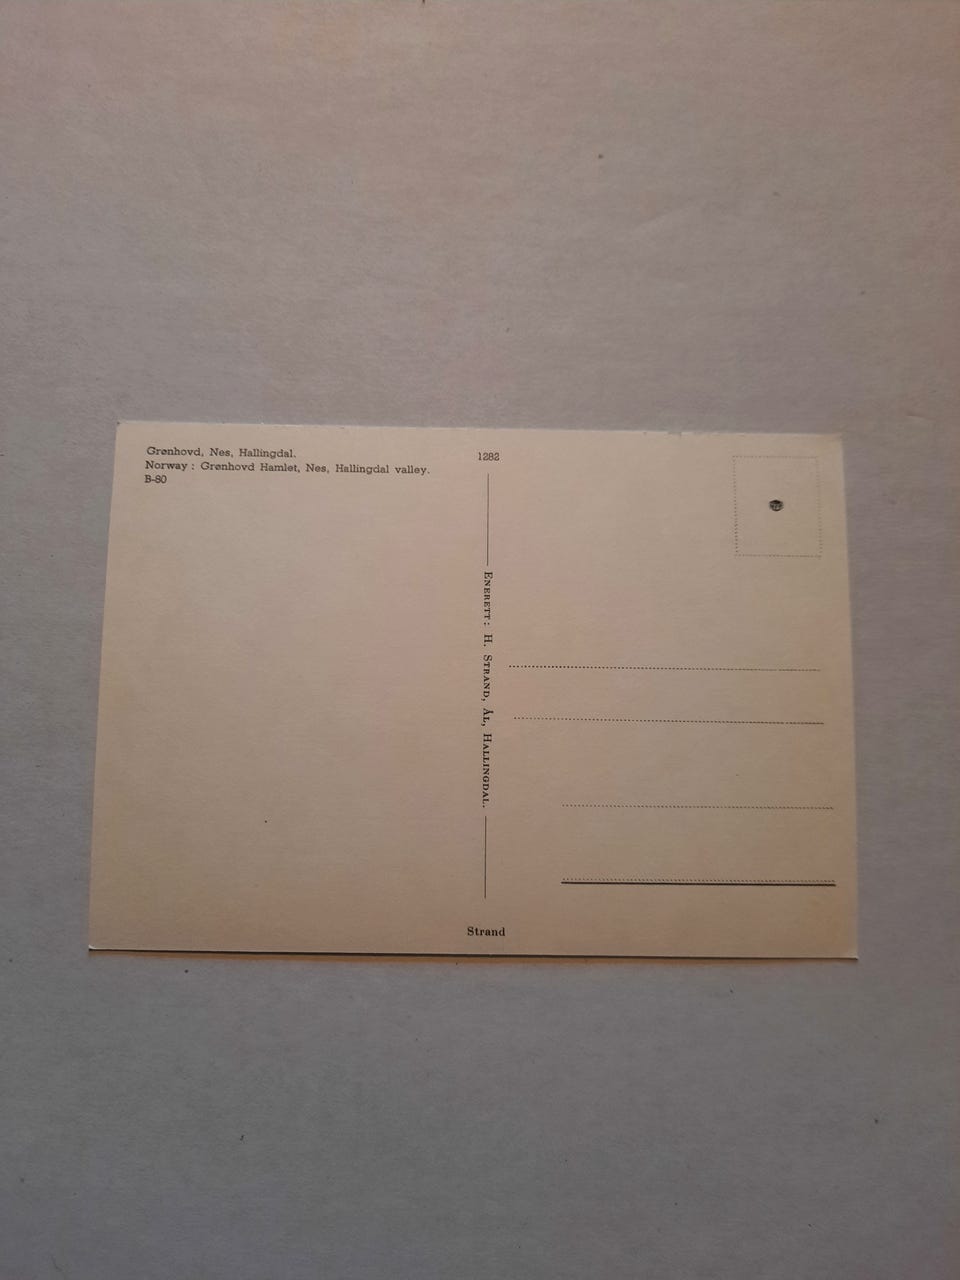 Grønhovd, Nes, Hallingdal.
Norway : Grønhovd Hamlet, Nes, Hallingdal valley.
B-80
1282
ENERETT: H. STRAND, ÅL, HALLINGDAL.
Strand